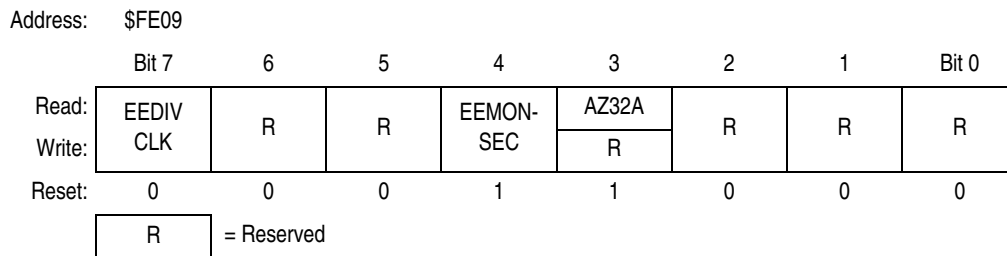 Address: $FE09
Bit 7 6 5 4 3 2 1 Bit 0
Read: EEDIV CLK R R EEMON-SEC AZ32A R R R
Write: R
Reset: 0 0 0 1 1 0 0 0
R = Reserved